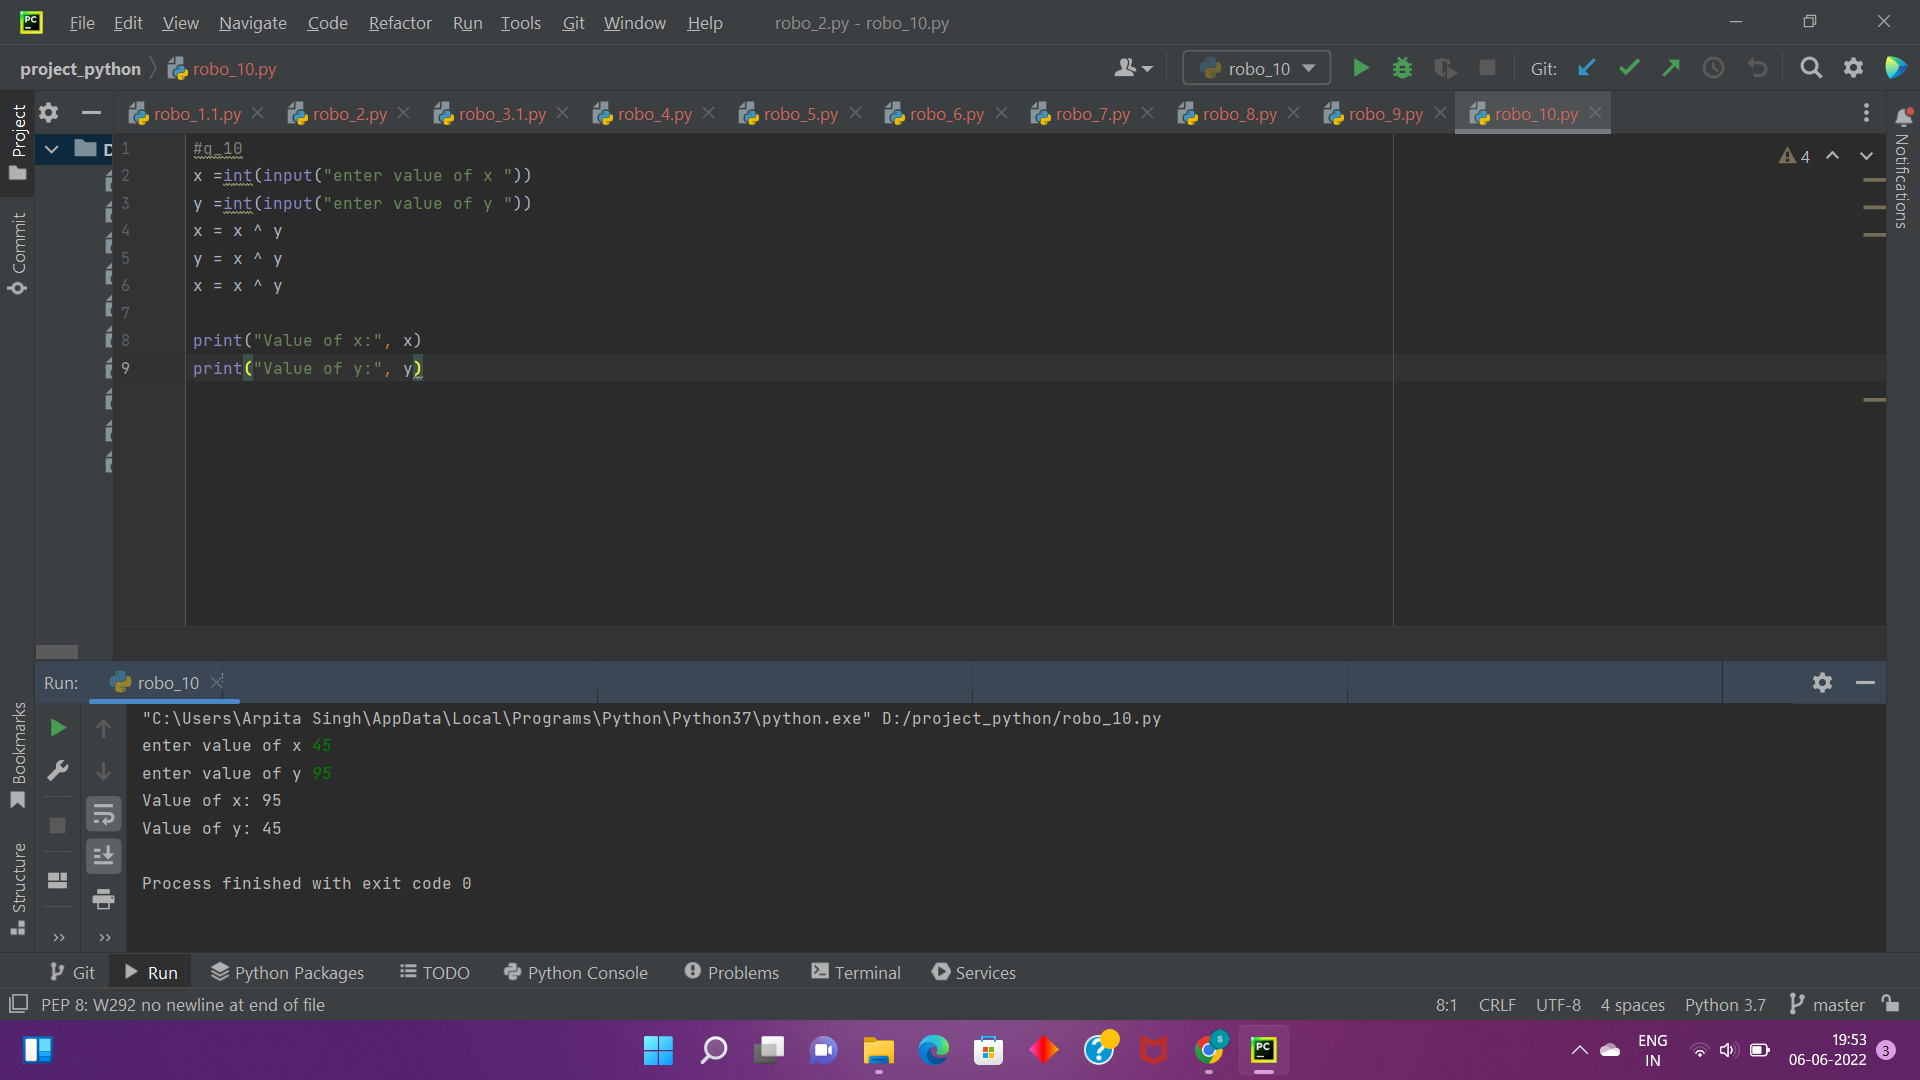 File Edit View Navigate Code Refactor Run Tools Git Window Help robo_2.py - robo_10.py
project_python robo_10.py robo_10 Git:
Project
robo_1.1.py robo_2.py robo_3.1.py robo_4.py robo_5.py robo_6.py robo_7.py robo_8.py robo_9.py robo_10.py
Notifications
Commit
D
4
1 #q_10
2 x =int(input("enter value of x "))
3 y =int(input("enter value of y "))
4 x = x ^ y
5 y = x ^ y
6 x = x ^ y
7
8 print("Value of x:", x)
9 print("Value of y:", y)
Run: robo_10
Bookmarks
Structure
"C:\Users\Arpita Singh\AppData\Local\Programs\Python\Python37\python.exe" D:/project_python/robo_10.py
enter value of x 45
enter value of y 95
Value of x: 95
Value of y: 45
Process finished with exit code 0
Git Run Python Packages TODO Python Console Problems Terminal Services
PEP 8: W292 no newline at end of file 8:1 CRLF UTF-8 4 spaces Python 3.7 master
ENG 19:53
IN 06-06-2022 3